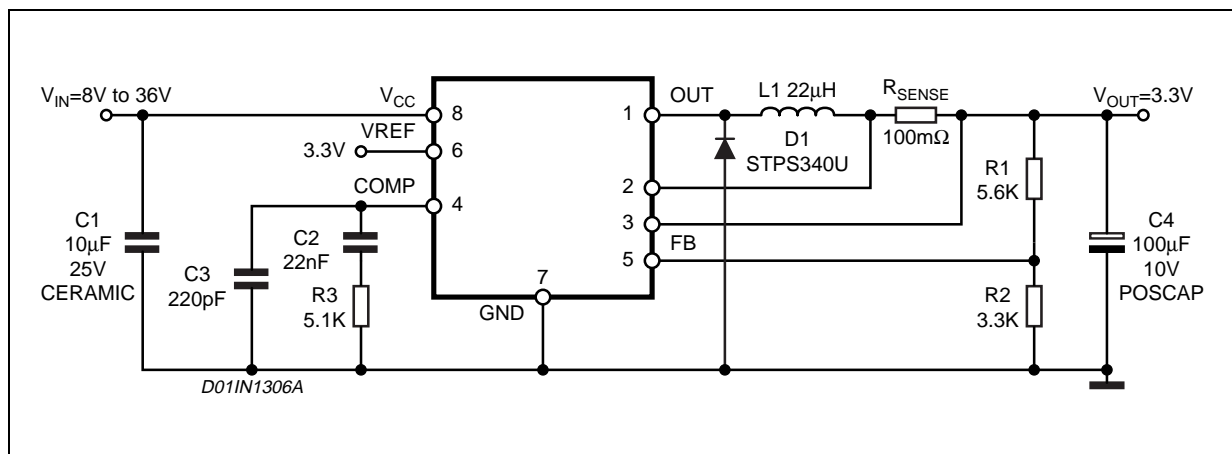 V_IN=8V to 36V
V_CC
8
VREF
3.3V
6
COMP
4
C1
10μF
25V
CERAMIC
C3
220pF
C2
22nF
R3
5.1K
7
GND
1
OUT
2
3
5
FB
L1 22μH
D1
STPS340U
R_SENSE
100mΩ
V_OUT=3.3V
R1
5.6K
R2
3.3K
C4
100μF
10V
POSCAP
D01IN1306A